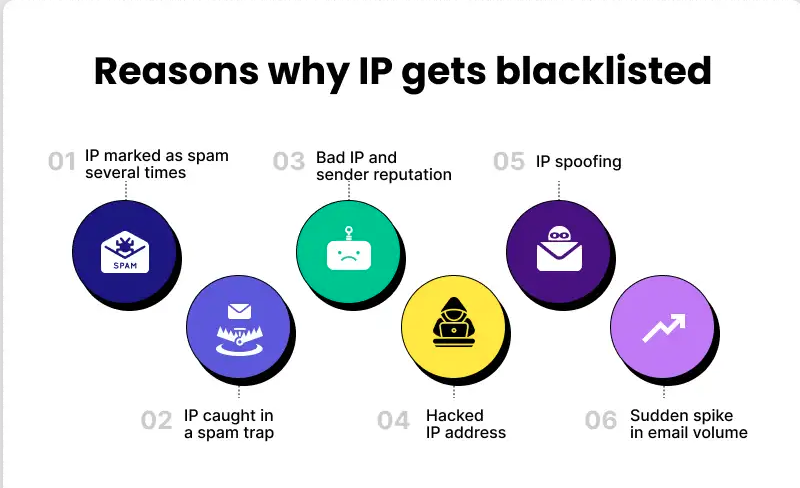 Reasons why IP gets blacklisted
01
IP marked as spam
several times
03
Bad IP and
sender reputation
05
IP spoofing
SPAM
02
IP caught in
a spam trap
04
Hacked
IP address
06
Sudden spike
in email volume